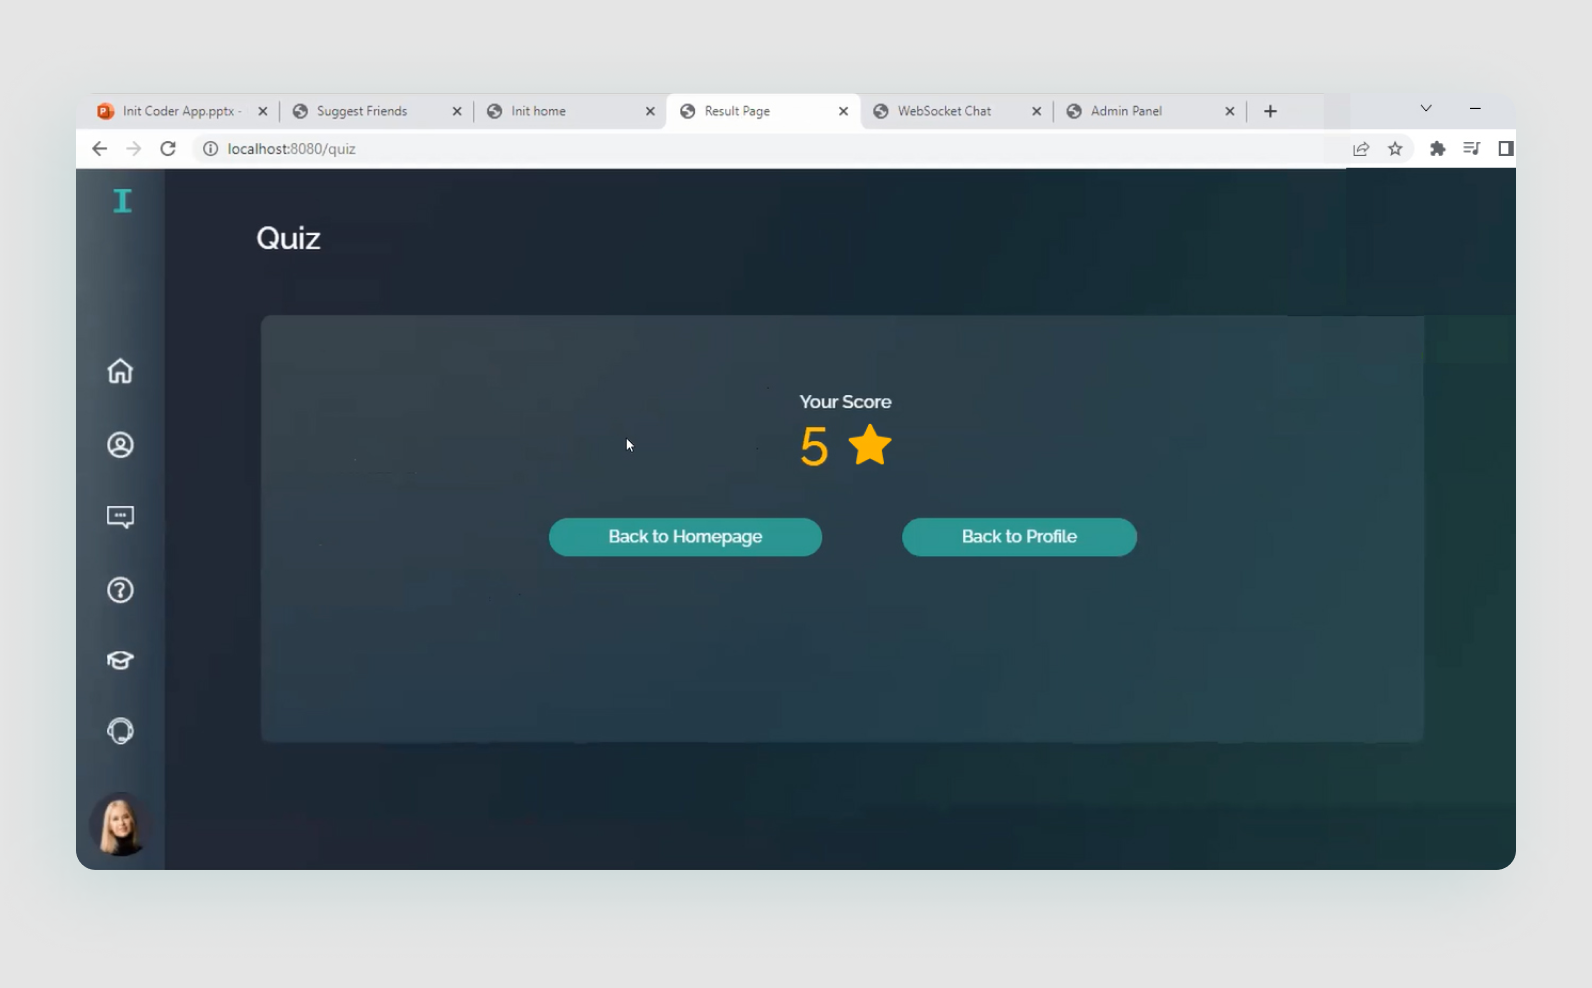 Init Coder App.pptx -
Suggest Friends
Init home
Result Page
WebSocket Chat
Admin Panel
localhost:8080/quiz
I
Quiz
Your Score
5
Back to Homepage
Back to Profile